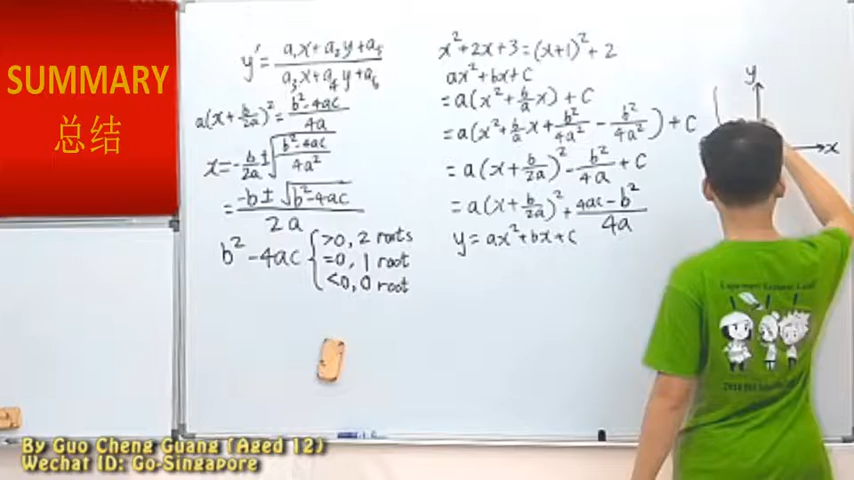 SUMMARY
总结
y' = (a₁x + a₂y + a₅)/(a₃x + a₄y + a₆)
a(x + b/2a)² = (b² - 4ac)/4a
x = -b/2a ± √((b² - 4ac)/4a²)
= (-b ± √(b² - 4ac))/2a
b² - 4ac { >0, 2 roots
=0, 1 root
<0, 0 root
x² + 2x + 3 = (x+1)² + 2
ax² + bx + c
= a(x² + b/a x) + c
= a(x² + b/a x + b²/4a² - b²/4a²) + c
= a(x + b/2a)² - b²/4a + c
= a(x + b/2a)² + (4ac - b²)/4a
y = ax² + bx + c
y
x
By Guo Cheng Guang (Aged 12)
Wechat ID: Go-Singapore